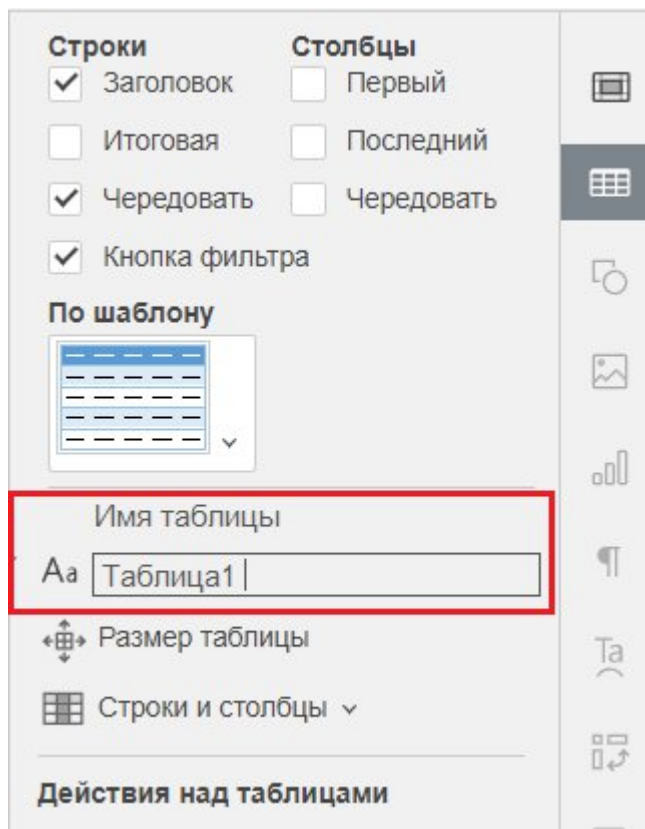 Строки Столбцы
Заголовок Первый
Итоговая Последний
Чередовать Чередовать
Кнопка фильтра
По шаблону
Имя таблицы
Aa Таблица1
Размер таблицы
Строки и столбцы
Действия над таблицами
Ta